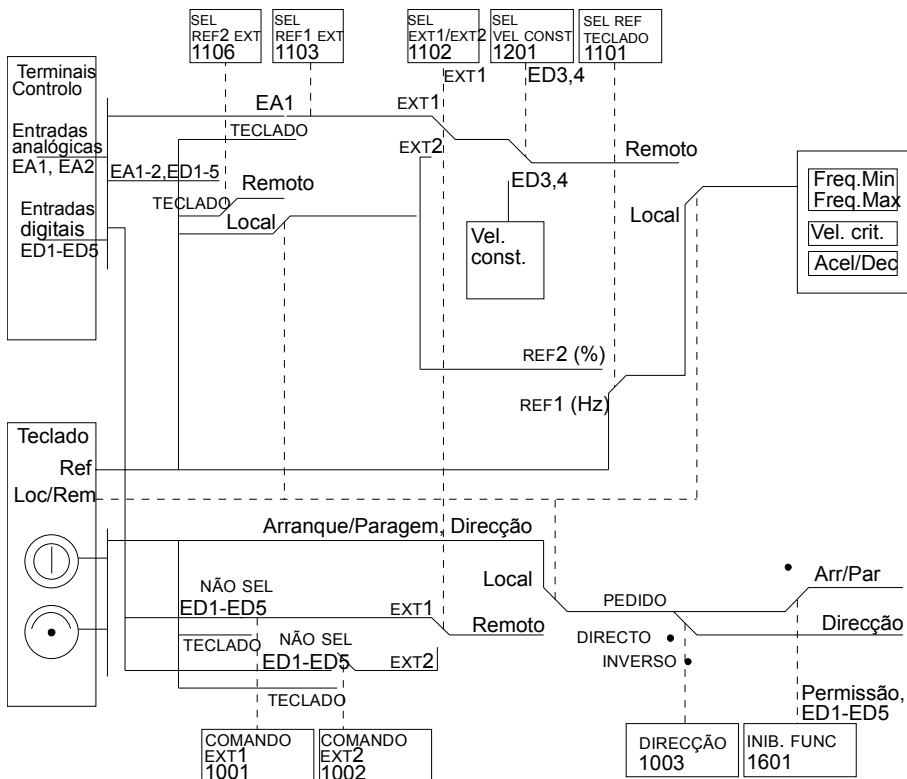 SEL
REF2 EXT
1106
SEL
REF1 EXT
1103
SEL
EXT1/EXT2
1102
SEL
VEL CONST
1201
SEL REF
TECLADO
1101
EXT1
ED3,4
Terminais
Controlo
Entradas
analógicas
EA1, EA2
Entradas
digitais
ED1-ED5
EA1
EXT1
TECLADO
EXT2
Remoto
EA1-2,ED1-5
TECLADO
Remoto
Local
ED3,4
Vel.
const.
Local
Freq.Min
Freq.Max
Vel. crit.
Acel/Dec
REF2 (%)
REF1 (Hz)
Teclado
Ref
Loc/Rem
Arranque/Paragem, Direcção
Local
Arr/Par
NÃO SEL
ED1-ED5
EXT1
PEDIDO
Remoto
Direcção
TECLADO
NÃO SEL
ED1-ED5
EXT2
DIRECTO
INVERSO
TECLADO
Permissão,
ED1-ED5
COMANDO
EXT1
1001
COMANDO
EXT2
1002
DIRECÇÃO
1003
INIB. FUNC
1601